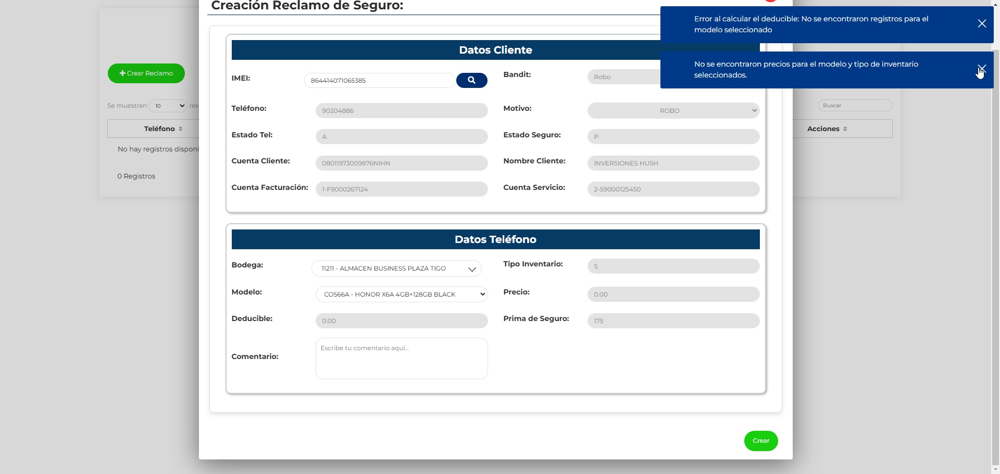 Creación Reclamo de Seguro:
Error al calcular el deducible: No se encontraron registros para el
modelo seleccionado
No se encontraron precios para el modelo y tipo de inventario
seleccionados.
Crear Reclamo
Se muestran 10 res
Buscar
Teléfono
Acciones
No hay registros disponi
0 Registros
Datos Cliente
IMEI: 864414071065385
Bandit: Robo
Teléfono: 90204886
Motivo: ROBO
Estado Tel: A
Estado Seguro: P
Cuenta Cliente: 08011973009876NIHN
Nombre Cliente: INVERSIONES HUSH
Cuenta Facturación: 1-F9000267124
Cuenta Servicio: 2-S9000125450
Datos Teléfono
Bodega: 11211 - ALMACEN BUSINESS PLAZA TIGO
Tipo Inventario: S
Modelo: CO566A - HONOR X6A 4GB+128GB BLACK
Precio: 0.00
Deducible: 0.00
Prima de Seguro: 175
Comentario: Escribe tu comentario aquí...
Crear